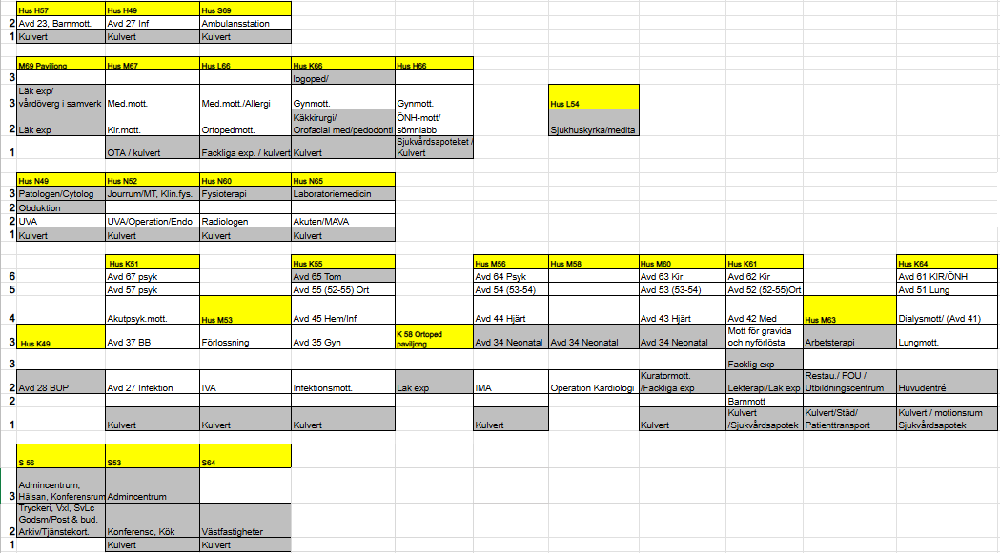 Hus H57 Hus H49 Hus S69
2 Avd 23, Barnmott. Avd 27 Inf Ambulansstation
1 Kulvert Kulvert Kulvert
M69 Paviljong Hus M67 Hus L66 Hus K66 Hus H66
3 logoped/
Läk exp/
3 vårdöverg i samverk Med.mott. Med.mott./Allergi Gynmott. Gynmott. Hus L54
Käkkirurgi/ ÖNH-mott/
2 Läk exp Kir.mott. Ortopedmott. Orofacial med/pedodonti sömnlabb Sjukhuskyrka/medita
Sjukvårdsapoteket /
1 OTA / kulvert Fackliga exp. / kulvert Kulvert Kulvert
Hus N49 Hus N52 Hus N60 Hus N65
3 Patologen/Cytolog Jourrum/MT, Klin.fys. Fysioterapi Laboratoriemedicin
2 Obduktion
2 UVA UVA/Operation/Endo Radiologen Akuten/MAVA
1 Kulvert Kulvert Kulvert Kulvert
Hus K51 Hus K55 Hus M56 Hus M58 Hus M60 Hus K61 Hus K64
6 Avd 67 psyk Avd 65 Tom Avd 64 Psyk Avd 63 Kir Avd 62 Kir Avd 61 KIR/ÖNH
5 Avd 57 psyk Avd 55 (52-55) Ort Avd 54 (53-54) Avd 53 (53-54) Avd 52 (52-55)Ort Avd 51 Lung
4 Akutpsyk.mott. Hus M53 Avd 45 Hem/Inf Avd 44 Hjärt Avd 43 Hjärt Avd 42 Med Hus M63 Dialysmott/ (Avd 41)
K 58 Ortoped Mott för gravida
3 Hus K49 Avd 37 BB Förlossning Avd 35 Gyn paviljong Avd 34 Neonatal Avd 34 Neonatal Avd 34 Neonatal och nyförlösta Arbetsterapi Lungmott.
3 Facklig exp
Kuratormott. Restau./ FOU /
2 Avd 28 BUP Avd 27 Infektion IVA Infektionsmott. Läk exp IMA Operation Kardiologi /Fackliga exp Lekterapi/Läk exp Utbildningscentrum Huvudentré
2 Barnmott
Kulvert Kulvert/Städ/ Kulvert / motionsrum
1 Kulvert Kulvert Kulvert Kulvert Kulvert /Sjukvårdsapotek Patienttransport Sjukvårdsapotek
S 56 S53 S64
Admincentrum,
3 Hälsan, Konferensrum Admincentrum
Tryckeri, Vxl, SvLc
Godsm/Post & bud,
2 Arkiv/Tjänstekort. Konferensc, Kök Västfastigheter
1 Kulvert Kulvert